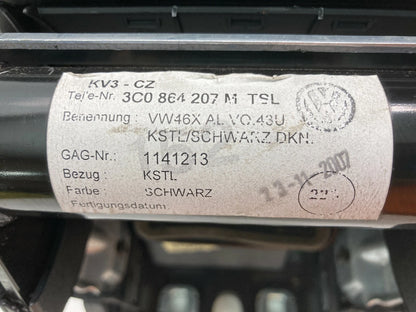 KV3 - CZ
Teile-Nr. 3C0 864 207 M TSL
Benennung : VW46X AL VO.43U
KSTL/SCHWARZ DKN.
GAG-Nr.: 1141213
Bezug : KSTL
Farbe : SCHWARZ
Fertigungsdatum
23-11-2007